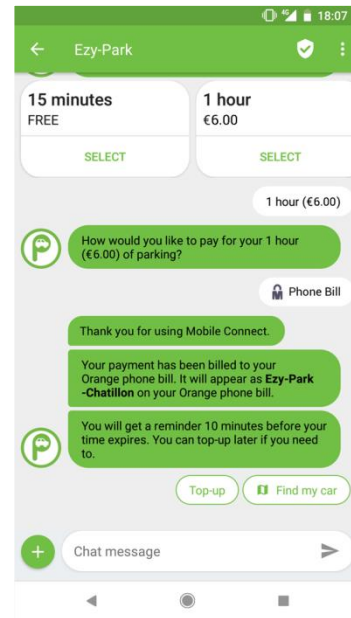 4G 18:07
Ezy-Park
15 minutes
FREE
SELECT
1 hour
€6.00
SELECT
1 hour (€6.00)
How would you like to pay for your 1 hour
(€6.00) of parking?
Phone Bill
Thank you for using Mobile Connect.
Your payment has been billed to your
Orange phone bill. It will appear as Ezy-Park
-Chatillon on your Orange phone bill.
You will get a reminder 10 minutes before your
time expires. You can top-up later if you need
to.
Top-up
Find my car
Chat message